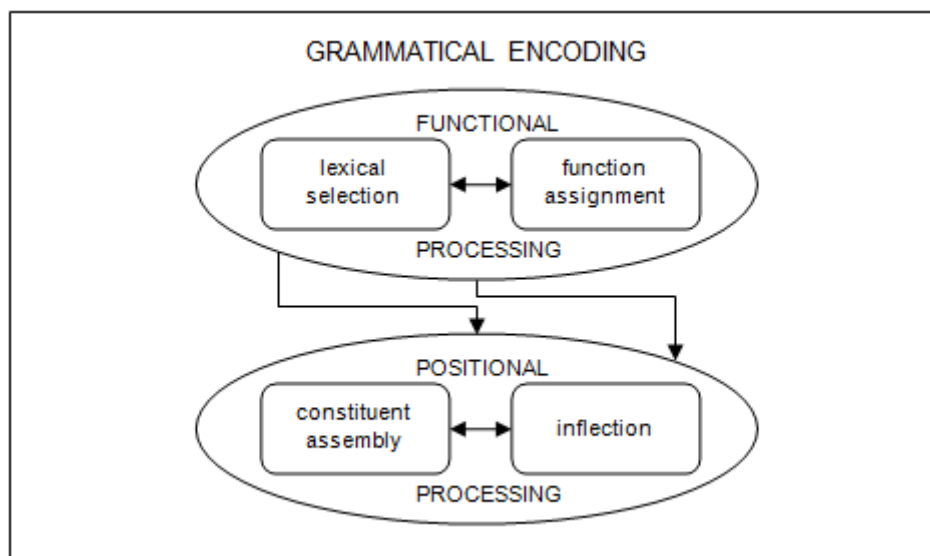 GRAMMATICAL ENCODING
FUNCTIONAL
lexical
selection
function
assignment
PROCESSING
POSITIONAL
constituent
assembly
inflection
PROCESSING